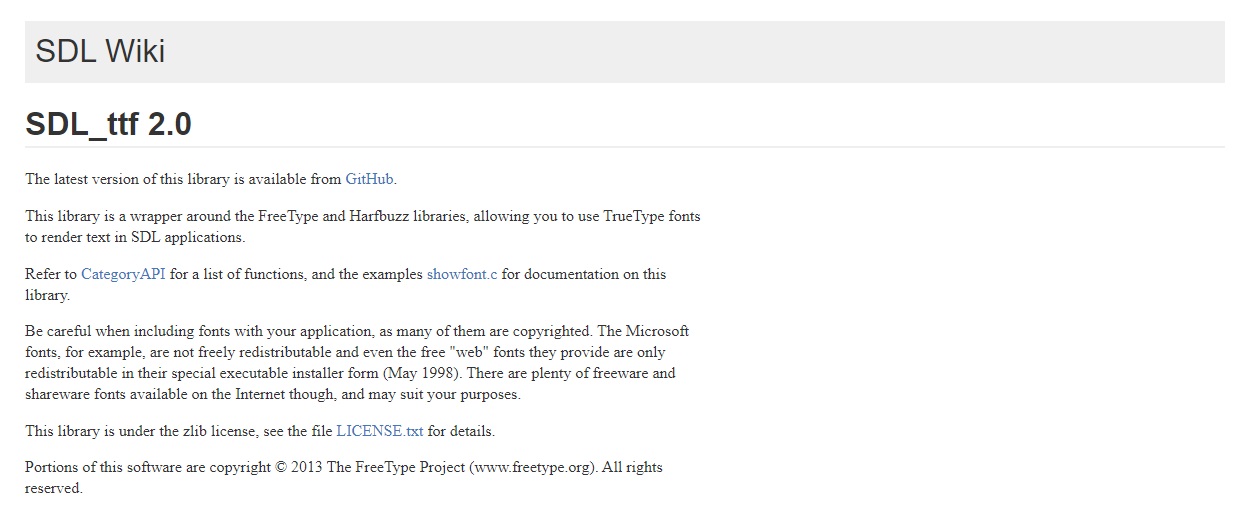 SDL Wiki
SDL_ttf 2.0
The latest version of this library is available from GitHub.
This library is a wrapper around the FreeType and Harfbuzz libraries, allowing you to use TrueType fonts
to render text in SDL applications.
Refer to CategoryAPI for a list of functions, and the examples showfont.c for documentation on this
library.
Be careful when including fonts with your application, as many of them are copyrighted. The Microsoft
fonts, for example, are not freely redistributable and even the free "web" fonts they provide are only
redistributable in their special executable installer form (May 1998). There are plenty of freeware and
shareware fonts available on the Internet though, and may suit your purposes.
This library is under the zlib license, see the file LICENSE.txt for details.
Portions of this software are copyright © 2013 The FreeType Project (www.freetype.org). All rights
reserved.